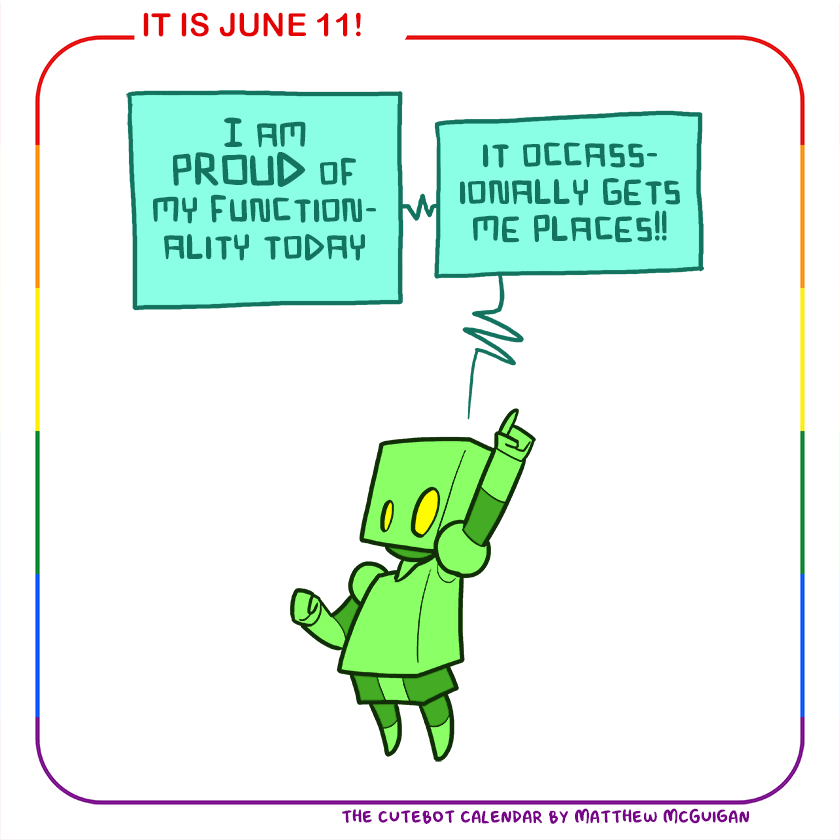 IT IS JUNE 11!
I AM
PROUD OF
MY FUNCTION-
ALITY TODAY
IT OCCASS-
IONALLY GETS
ME PLACES!!
THE CUTEBOT CALENDAR BY MATTHEW MCGUIGAN